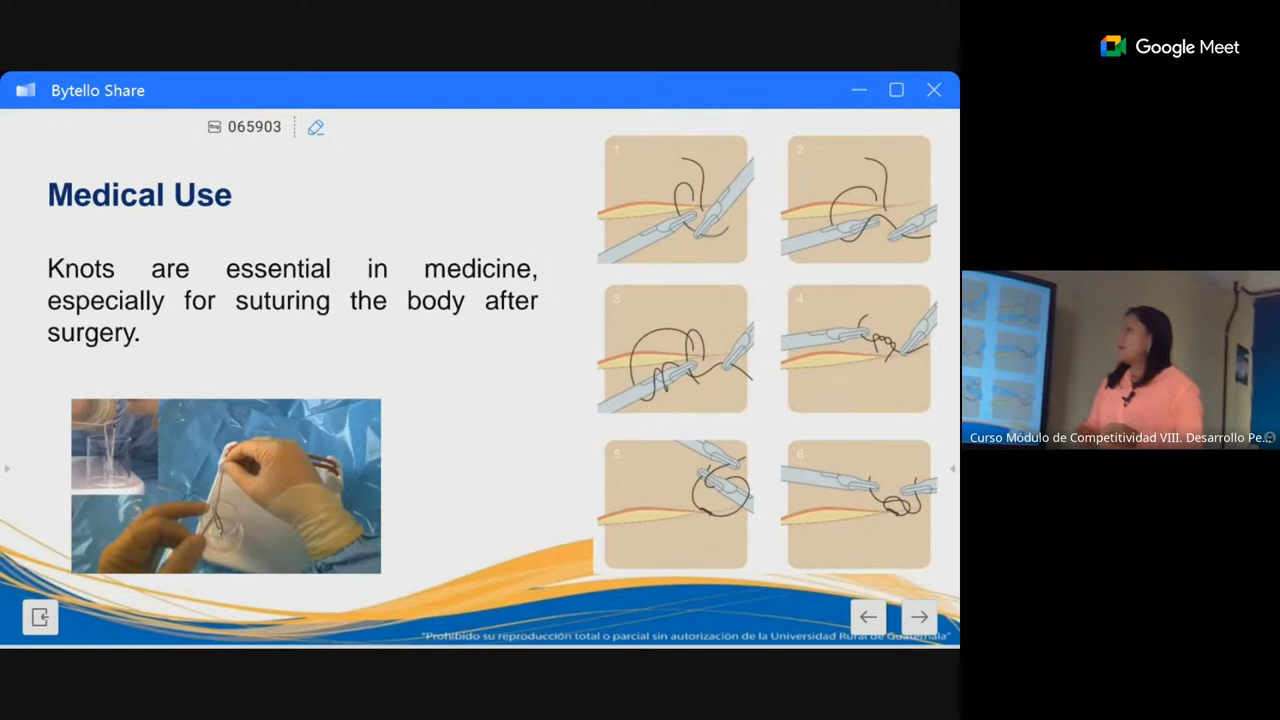 Google Meet
Bytello Share
065903
Medical Use
Knots are essential in medicine,
especially for suturing the body after
surgery.
1
2
3
4
5
6
Curso Módulo de Competitividad VIII. Desarrollo Pe...
"Prohibido su reproducción total o parcial sin autorización de la Universidad Rural de Guatemala"